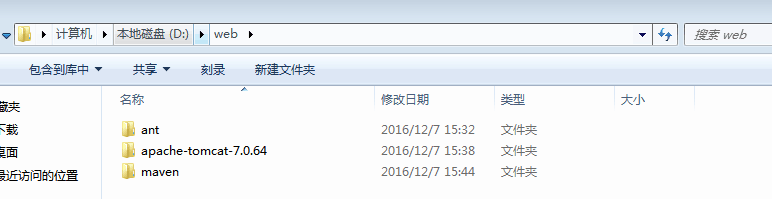 计算机 本地磁盘 (D:) web 搜索 web
包含到库中 共享 刻录 新建文件夹
名称 修改日期 类型 大小
藏夹
ant 2016/12/7 15:32 文件夹
下载
apache-tomcat-7.0.64 2016/12/7 15:38 文件夹
桌面
maven 2016/12/7 15:44 文件夹
最近访问的位置